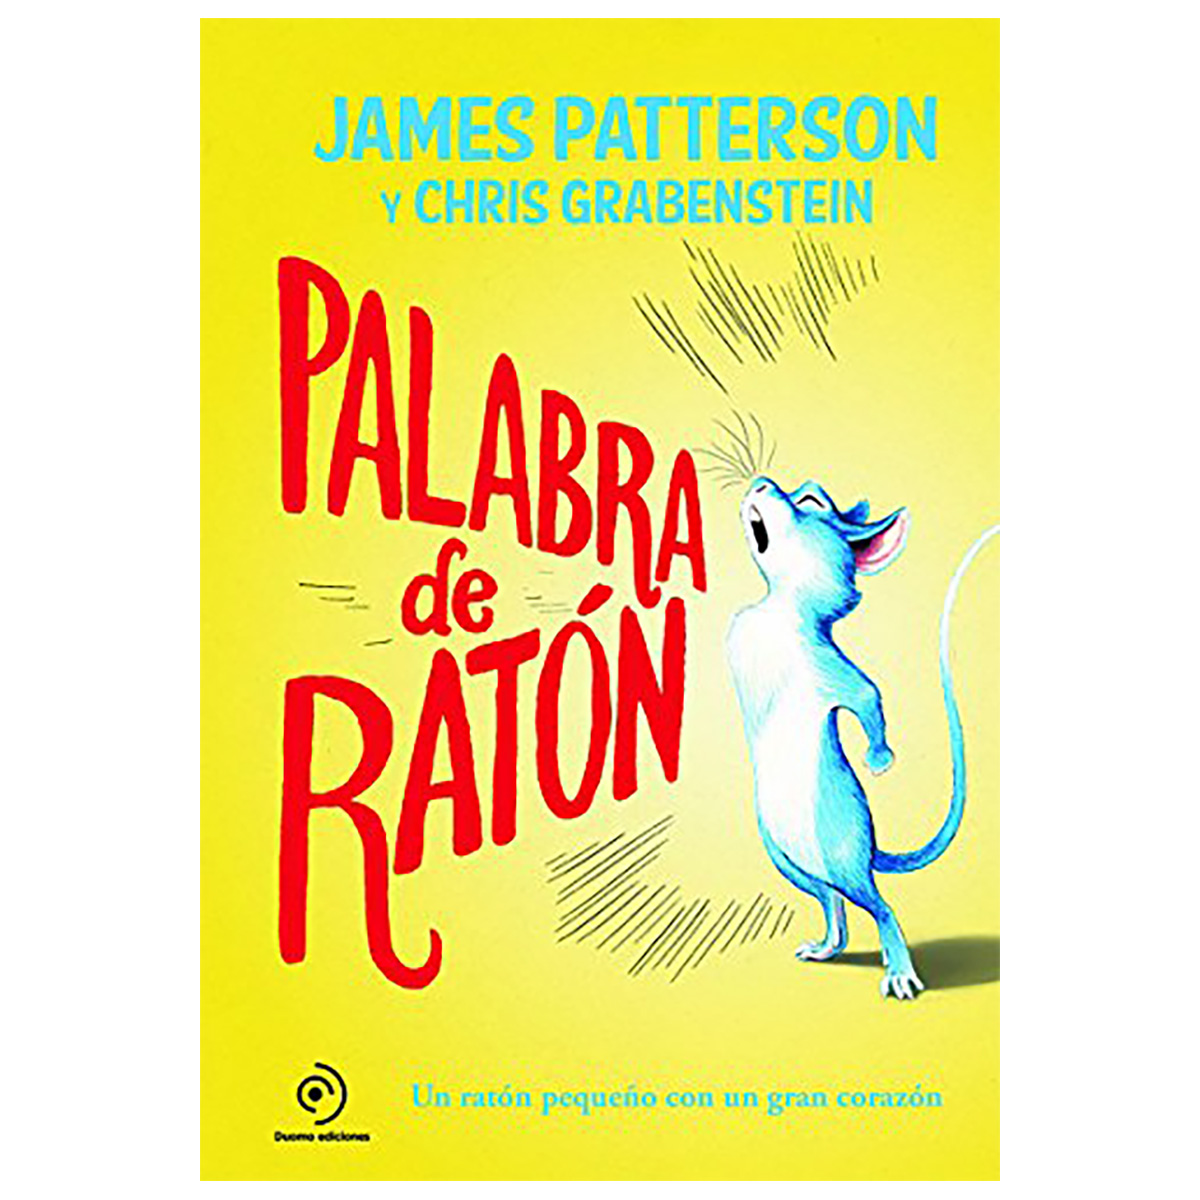 JAMES PATTERSON
Y CHRIS GRABENSTEIN
PALABRA
de
RATÓN
Un ratón pequeño con un gran corazón
Duomo ediciones